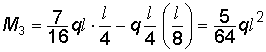 M₃ = 7/16 ql · l/4 − q l/4 (l/8) = 5/64 ql²